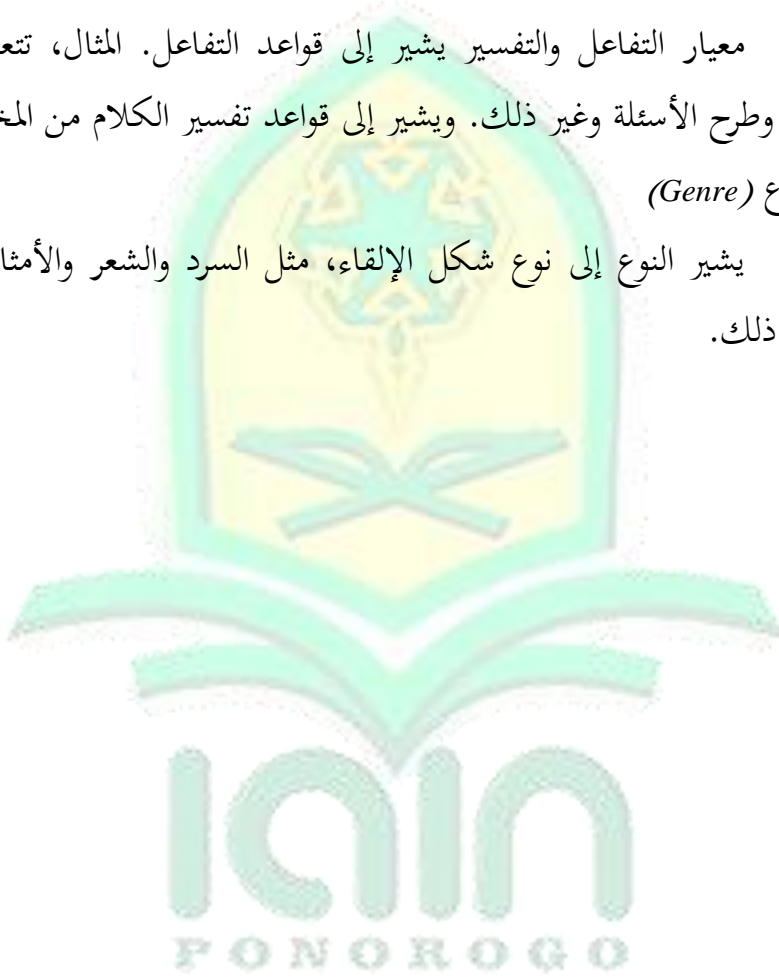 معيار التفاعل والتفسير يشير إلى قواعد التفاعل. المثال، تتع
وطرح الأسئلة وغير ذلك. ويشير إلى قواعد تفسير الكلام من المخ
ع (Genre)
يشير النوع إلى نوع شكل الإلقاء، مثل السرد والشعر والأمثا
ذلك.
iain
PONOROGO